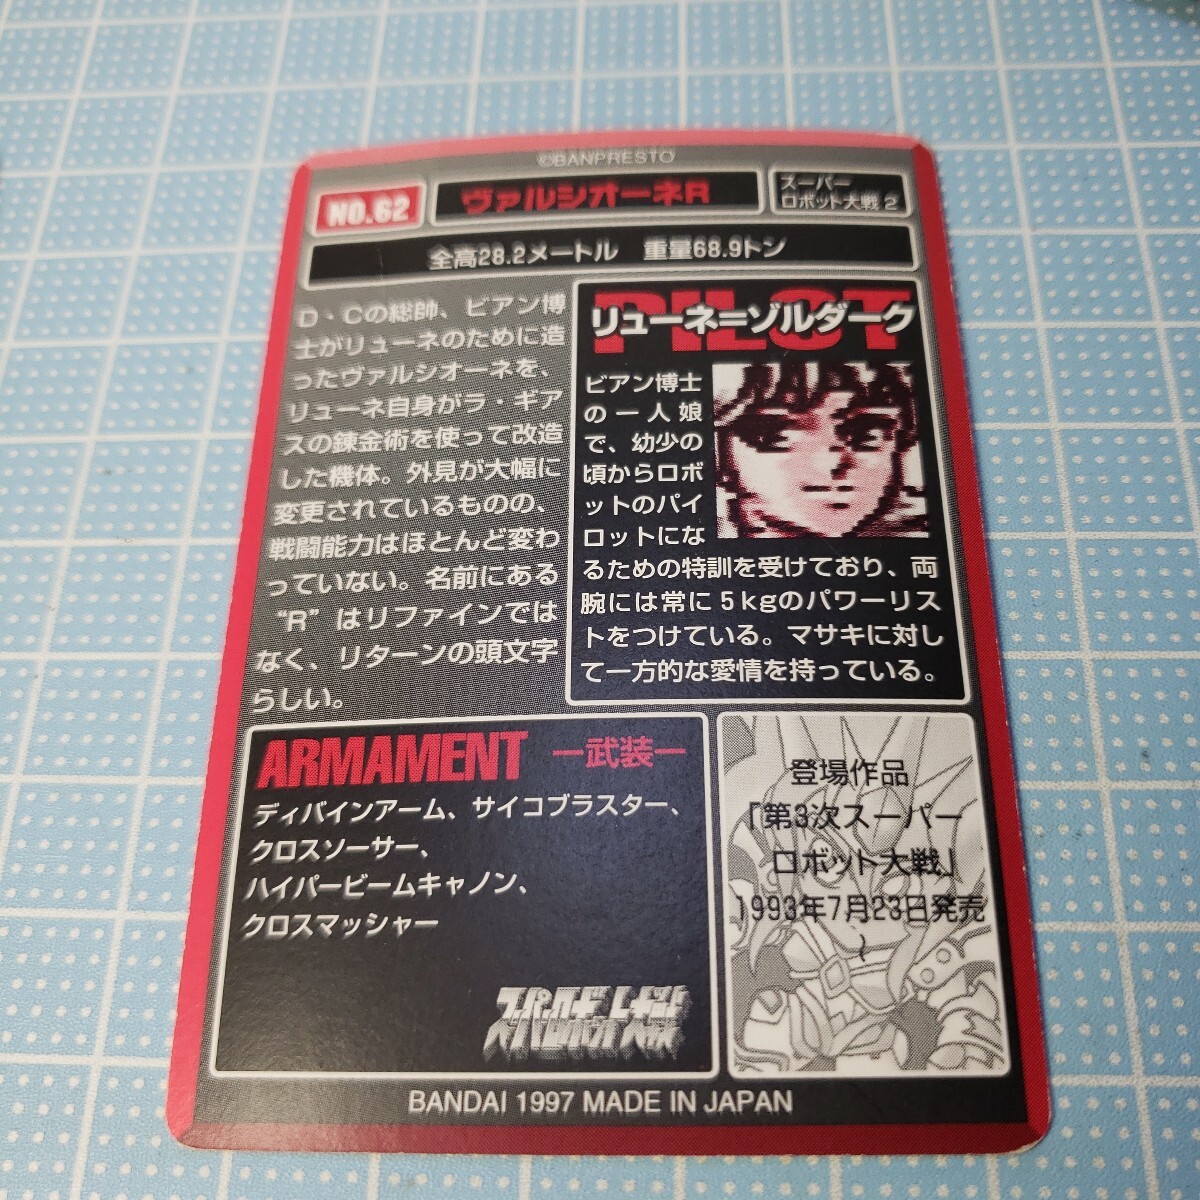 ©BANPRESTO
NO.62
ヴァルシオーネR
スーパー
ロボット大戦 2
全高28.2メートル　重量68.9トン
D・Cの総帥、ビアン博
士がリューネのために造
ったヴァルシオーネを、
リューネ自身がラ・ギア
スの錬金術を使って改造
した機体。外見が大幅に
変更されているものの、
戦闘能力はほとんど変わ
っていない。名前にある
“R”はリファインでは
なく、リターンの頭文字
らしい。
PILOT
リューネ=ゾルダーク
ビアン博士
の一人娘
で、幼少の
頃からロボ
ットのパイ
ロットにな
るための特訓を受けており、両
腕には常に5kgのパワーリス
トをつけている。マサキに対し
て一方的な愛情を持っている。
ARMAMENT ー武装ー
ディバインアーム、サイコブラスター、
クロスソーサー、
ハイパービームキャノン、
クロスマッシャー
スーパーロボット大戦
登場作品
「第3次スーパー
ロボット大戦」
1993年7月23日発売
～
BANDAI 1997 MADE IN JAPAN